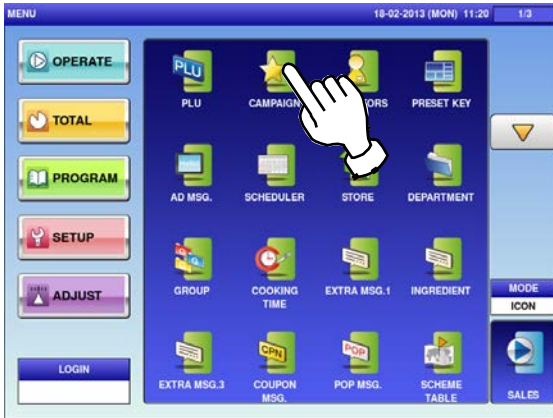 MENU
18-02-2013 (MON) 11:20
1/3
OPERATE
TOTAL
PROGRAM
SETUP
ADJUST
LOGIN
PLU
PLU
CAMPAIGN
ORS
PRESET KEY
AD MSG.
SCHEDULER
STORE
DEPARTMENT
GROUP
COOKING
TIME
EXTRA MSG.1
INGREDIENT
EXTRA MSG.3
CPN
COUPON
MSG.
POP
POP MSG.
SCHEME
TABLE
MODE
ICON
SALES